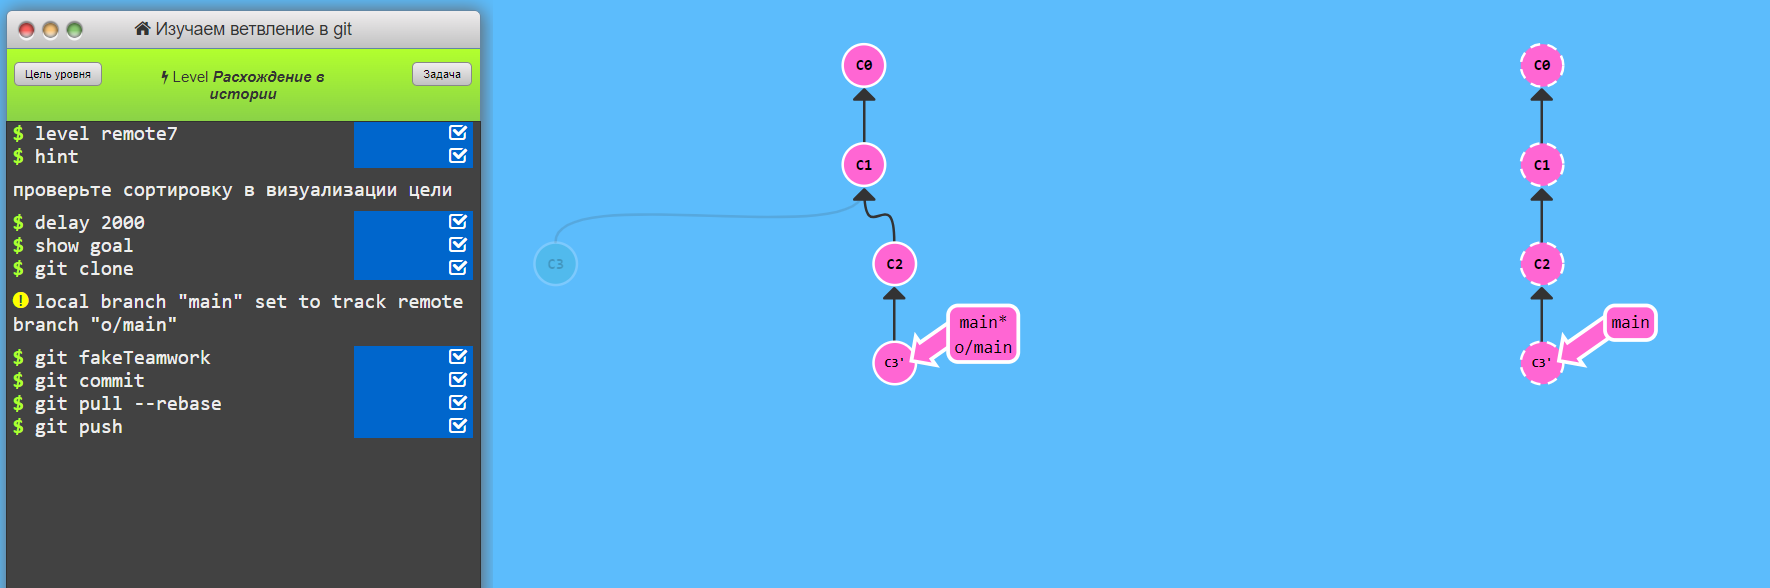 Изучаем ветвление в git
Цель уровня
Level Расхождение в
истории
Задача
$ level remote7
$ hint
проверьте сортировку в визуализации цели
$ delay 2000
$ show goal
$ git clone
local branch "main" set to track remote
branch "o/main"
$ git fakeTeamwork
$ git commit
$ git pull --rebase
$ git push
C0
C1
C3
C2
main*
o/main
C3'
C0
C1
C2
main
C3'